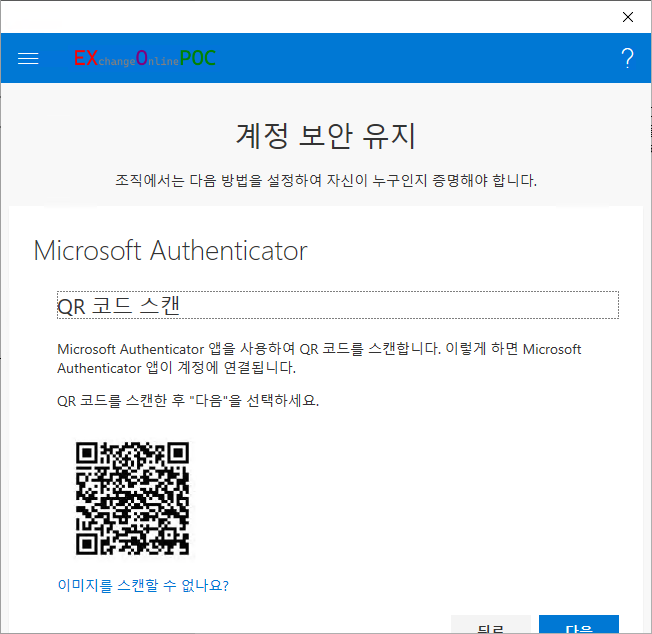 EXchangeOnlinePOC
?
계정 보안 유지
조직에서는 다음 방법을 설정하여 자신이 누구인지 증명해야 합니다.
Microsoft Authenticator
QR 코드 스캔
Microsoft Authenticator 앱을 사용하여 QR 코드를 스캔합니다. 이렇게 하면 Microsoft
Authenticator 앱이 계정에 연결됩니다.
QR 코드를 스캔한 후 "다음"을 선택하세요.
이미지를 스캔할 수 없나요?
뒤로 다음